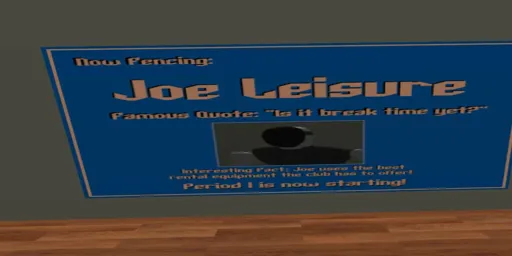 Now Fencing:
Joe Leisure
Famous Quote: "Is it break time yet?"
Interesting Fact: Joe uses the best
rental equipment the club has to offer!
Period 1 is now starting!